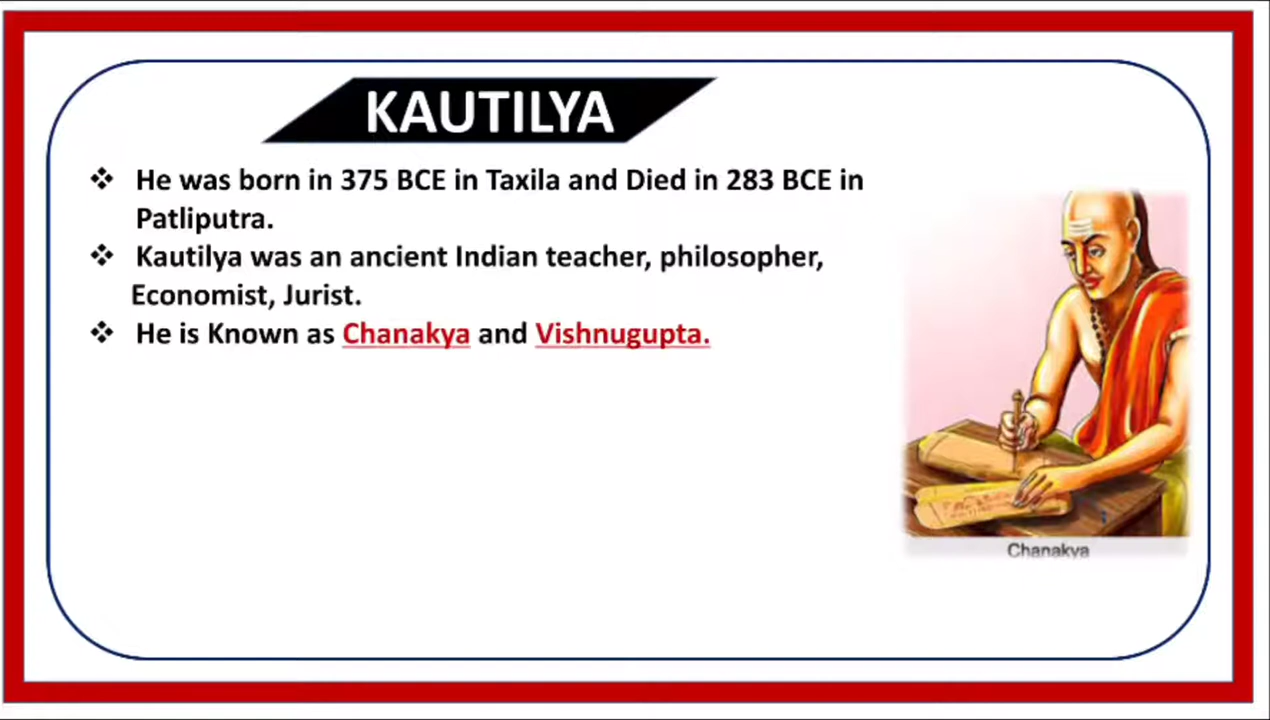 KAUTILYA
❖ He was born in 375 BCE in Taxila and Died in 283 BCE in
Patliputra.
❖ Kautilya was an ancient Indian teacher, philosopher,
Economist, Jurist.
❖ He is Known as Chanakya and Vishnugupta.
Chanakya